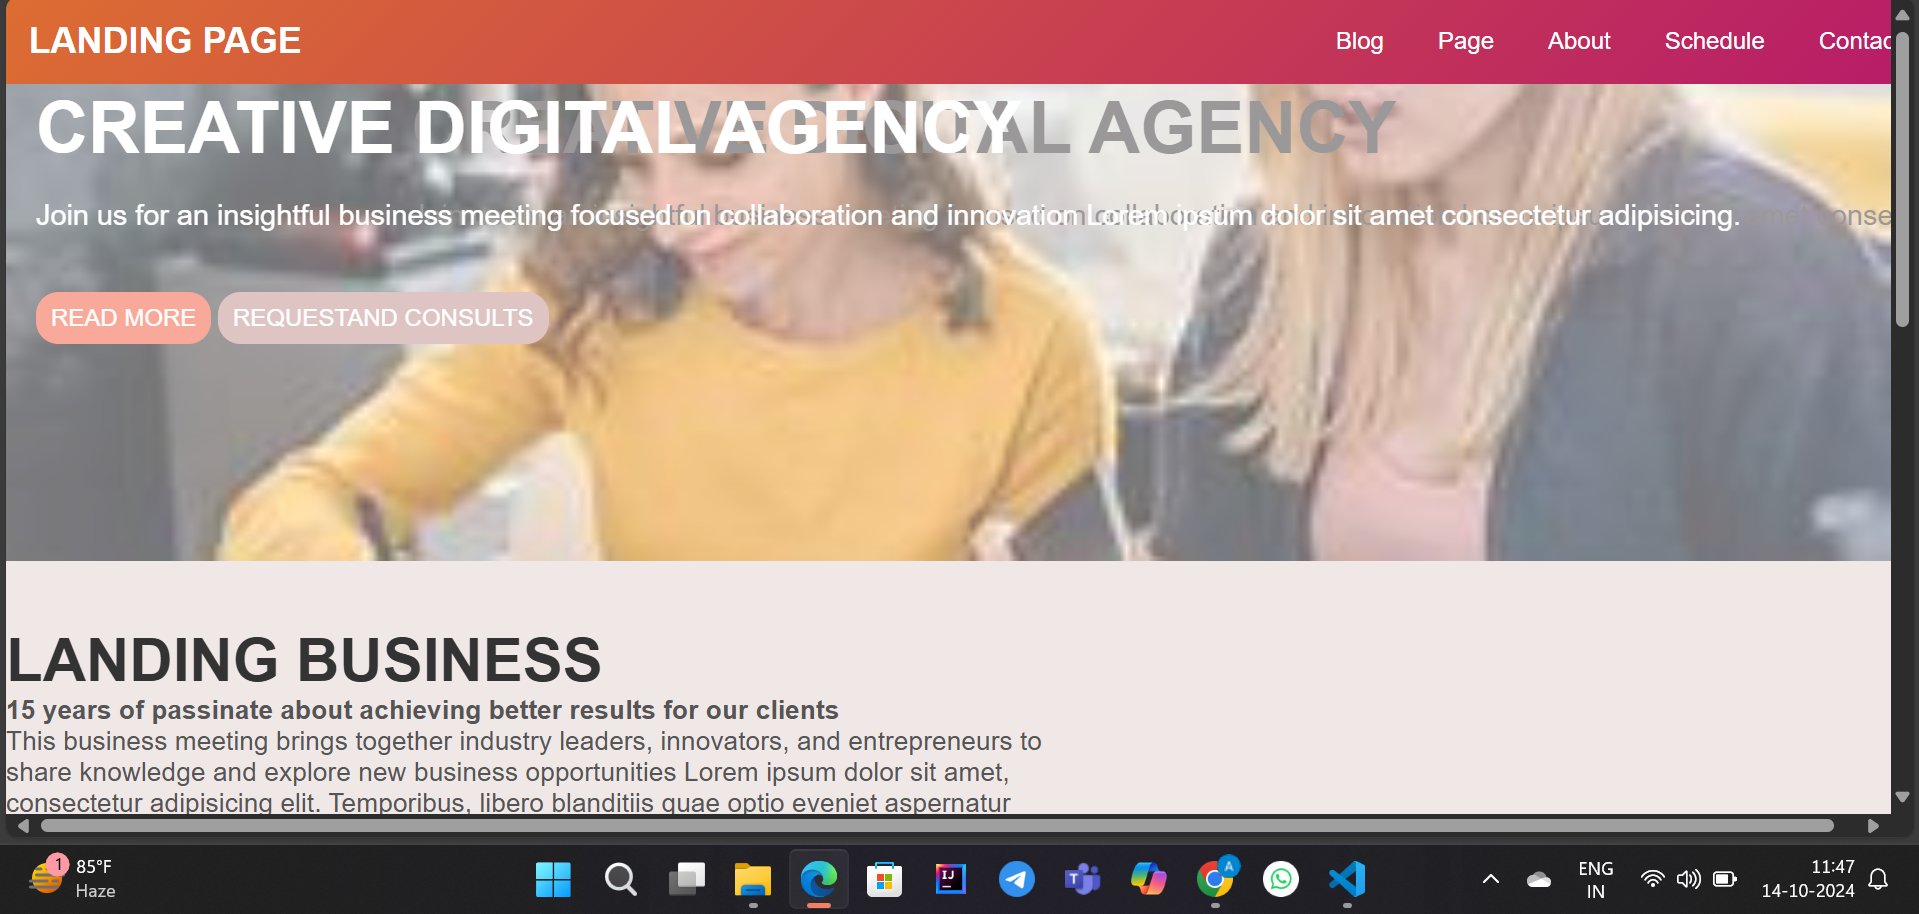 LANDING PAGE
Blog Page About Schedule Contac
CREATIVE DIGITAL AGENCY
AGENCY
Join us for an insightful business meeting focused on collaboration and innovation Lorem ipsum dolor sit amet consectetur adipisicing.
READ MORE REQUESTAND CONSULTS
LANDING BUSINESS
15 years of passinate about achieving better results for our clients
This business meeting brings together industry leaders, innovators, and entrepreneurs to
share knowledge and explore new business opportunities Lorem ipsum dolor sit amet,
consectetur adipisicing elit. Temporibus, libero blanditiis quae optio eveniet aspernatur
1 85°F
Haze
A
ENG
IN
11:47
14-10-2024